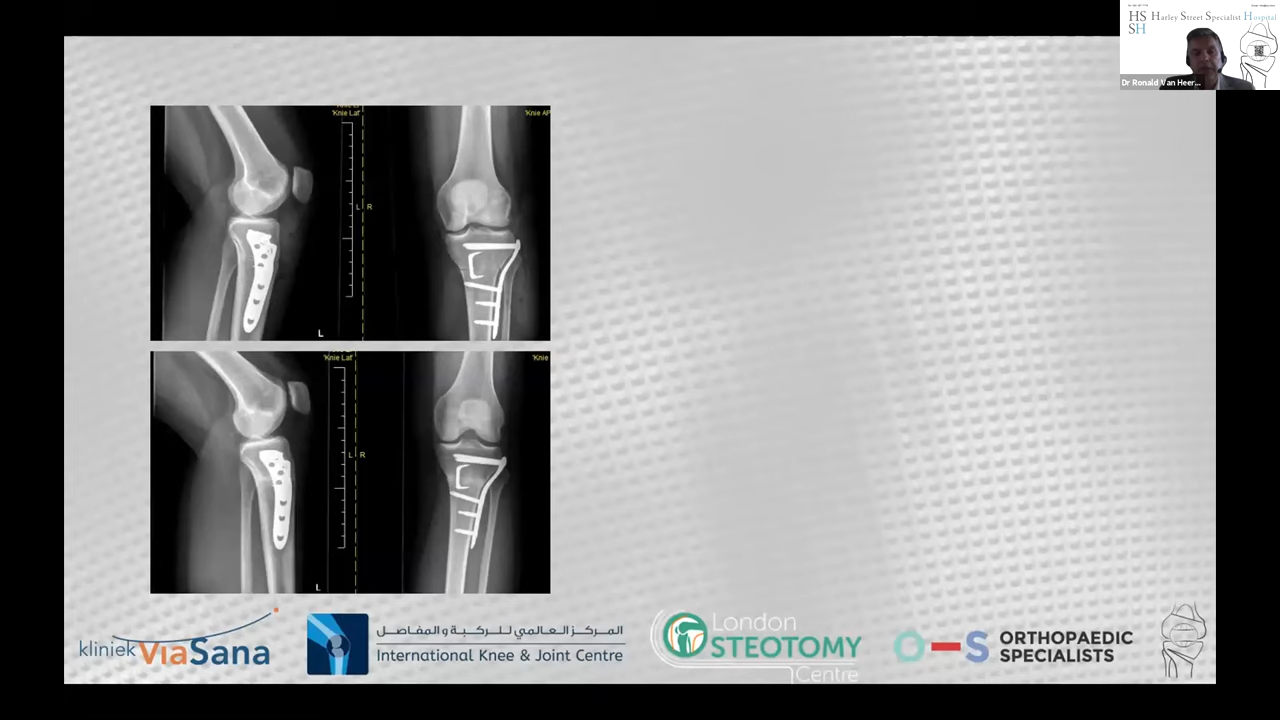 HS Harley Street Specialist Hospital
SH
Dr Ronald Van Heer...
'Knie Lat'
'Knie AP
L R
L
'Knie Lat'
'Knie
L R
L
kliniek ViaSana
المركز العالمي للركبة والمفاصل
International Knee & Joint Centre
London
STEOTOMY
Centre
O-S ORTHOPAEDIC
SPECIALISTS